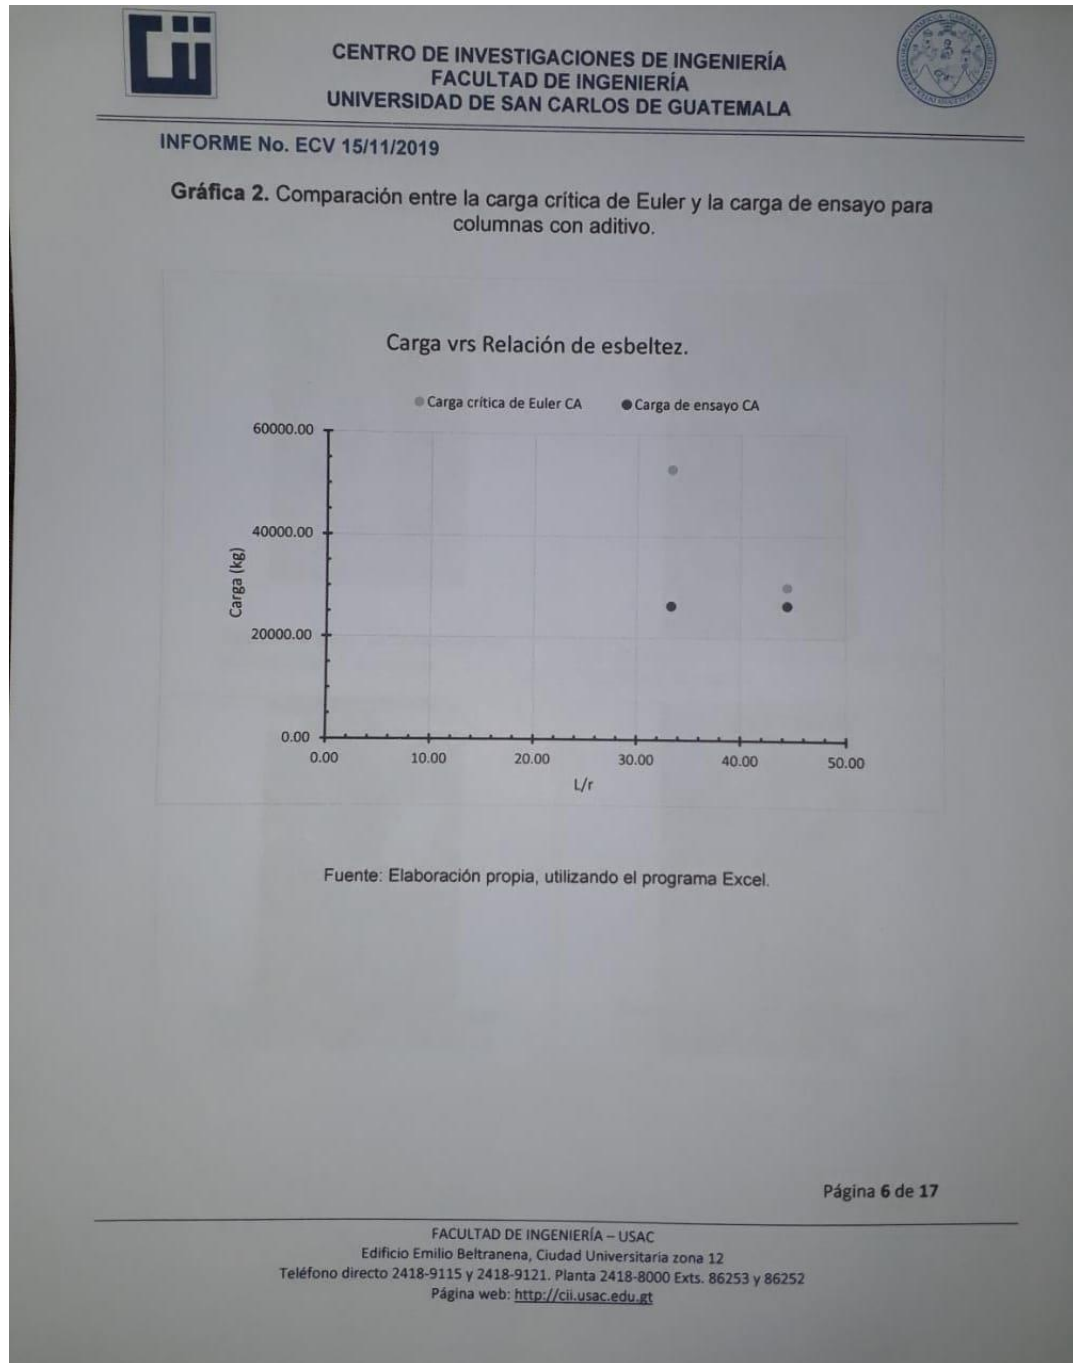 cii
CENTRO DE INVESTIGACIONES DE INGENIERÍA
FACULTAD DE INGENIERÍA
UNIVERSIDAD DE SAN CARLOS DE GUATEMALA
INFORME No. ECV 15/11/2019
Gráfica 2. Comparación entre la carga crítica de Euler y la carga de ensayo para
columnas con aditivo.
Carga vrs Relación de esbeltez.
Carga crítica de Euler CA
Carga de ensayo CA
60000.00
40000.00
20000.00
0.00
Carga (kg)
0.00
10.00
20.00
30.00
40.00
50.00
L/r
Fuente: Elaboración propia, utilizando el programa Excel.
Página 6 de 17
FACULTAD DE INGENIERÍA – USAC
Edificio Emilio Beltranena, Ciudad Universitaria zona 12
Teléfono directo 2418-9115 y 2418-9121. Planta 2418-8000 Exts. 86253 y 86252
Página web: http://cii.usac.edu.gt